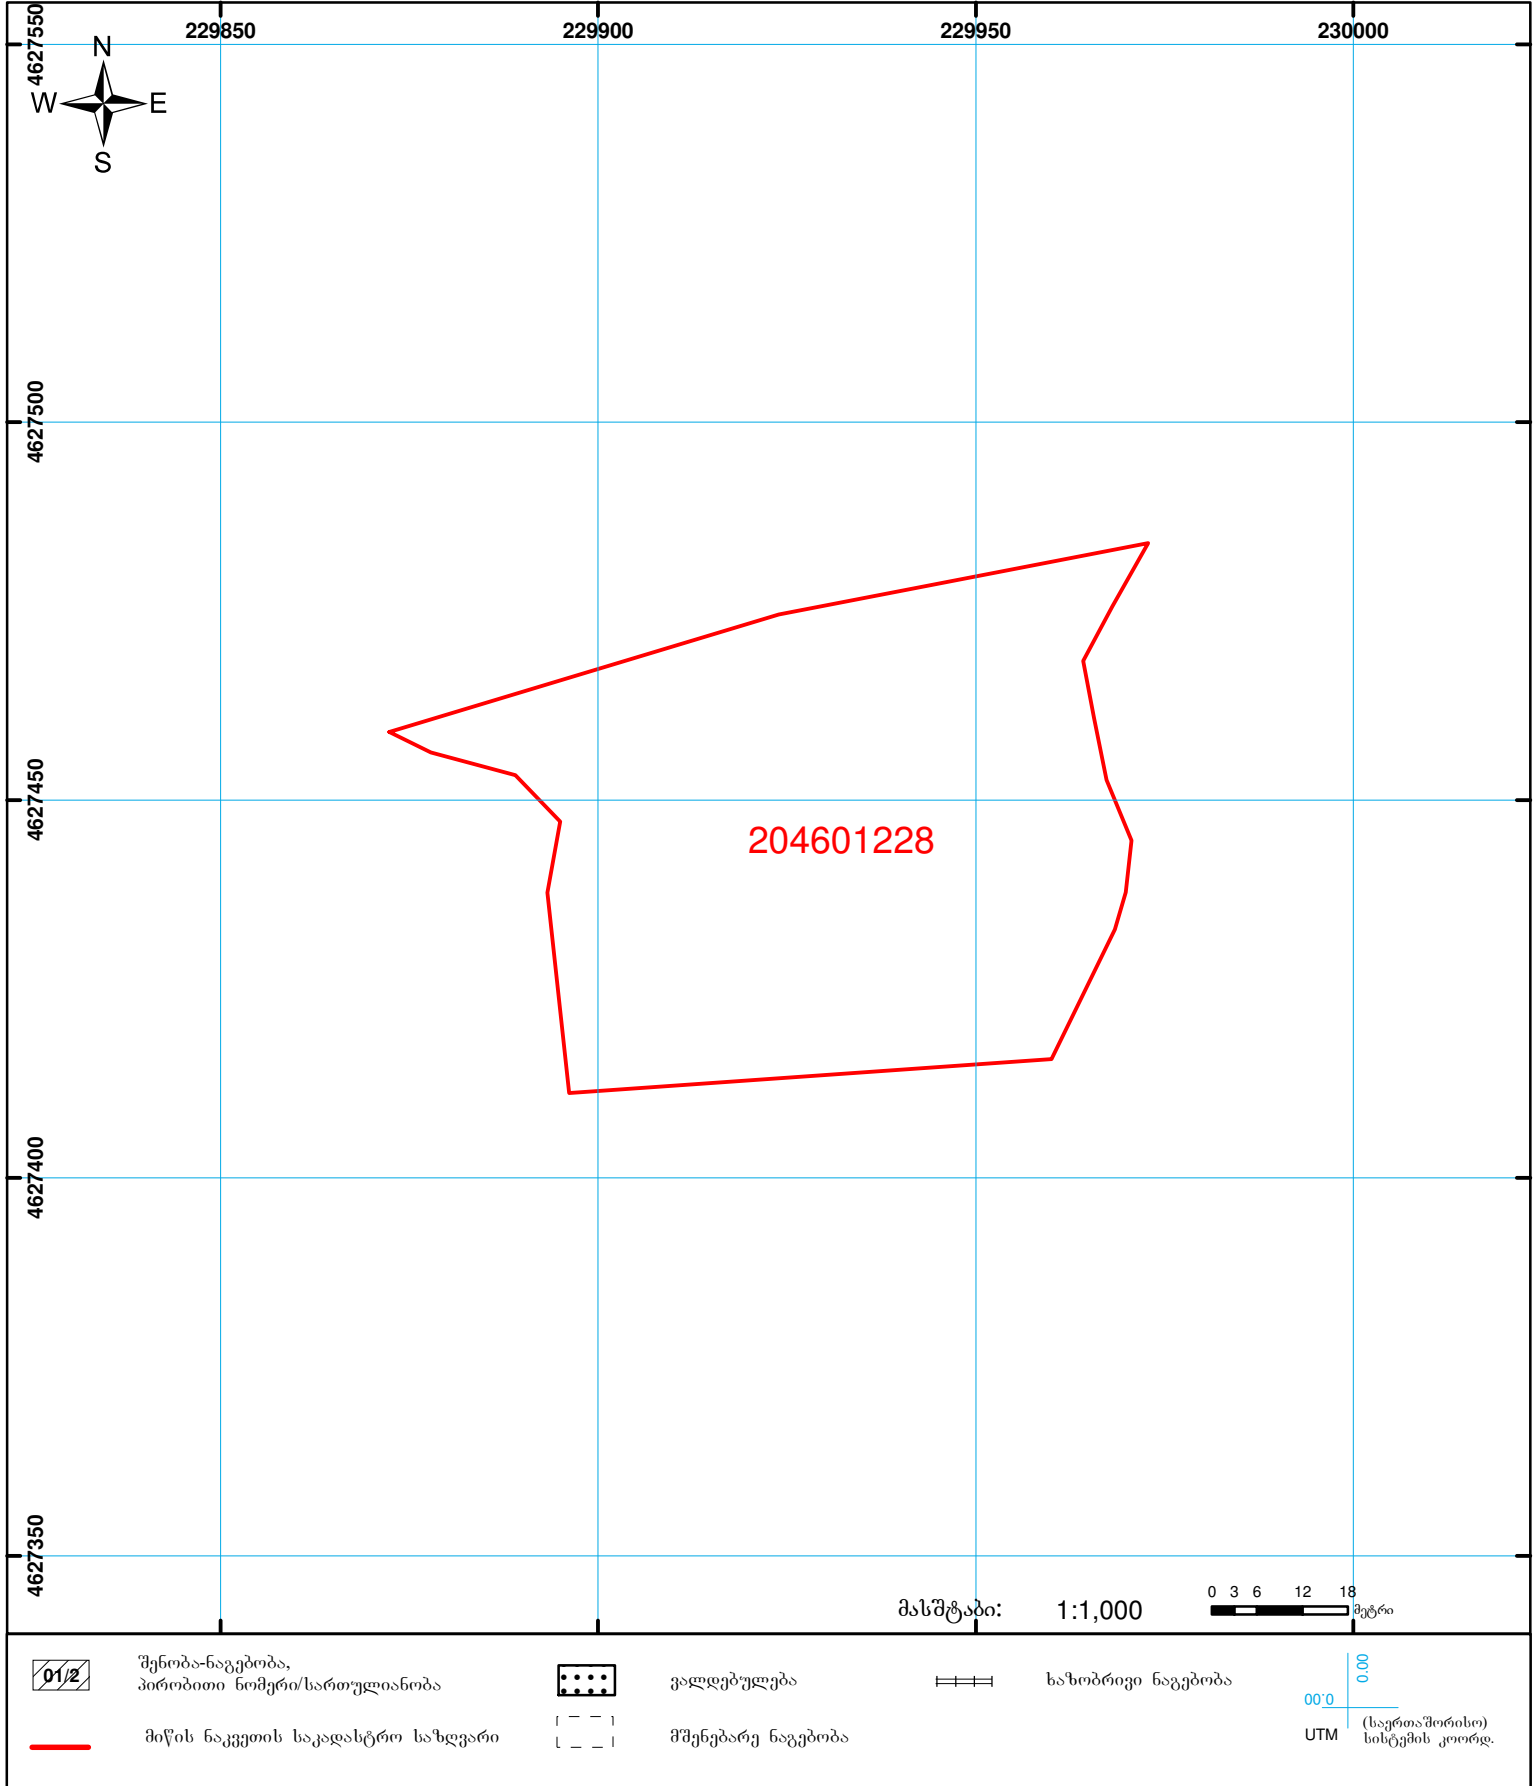 229850 229900 229950 230000
4627550
N
W E
S
4627500
4627450
204601228
4627400
4627350
მასშტაბი: 1:1,000
0 3 6 12 18
მეტრი
01/2
შენობა-ნაგებობა,
პირობითი ნომერი/სართულიანობა
ვალდებულება
ხაზობრივი ნაგებობა
0.00
0.00
მიწის ნაკვეთის საკადასტრო საზღვარი
მშენებარე ნაგებობა
UTM
(საერთაშორისო)
სისტემის კოორდ.